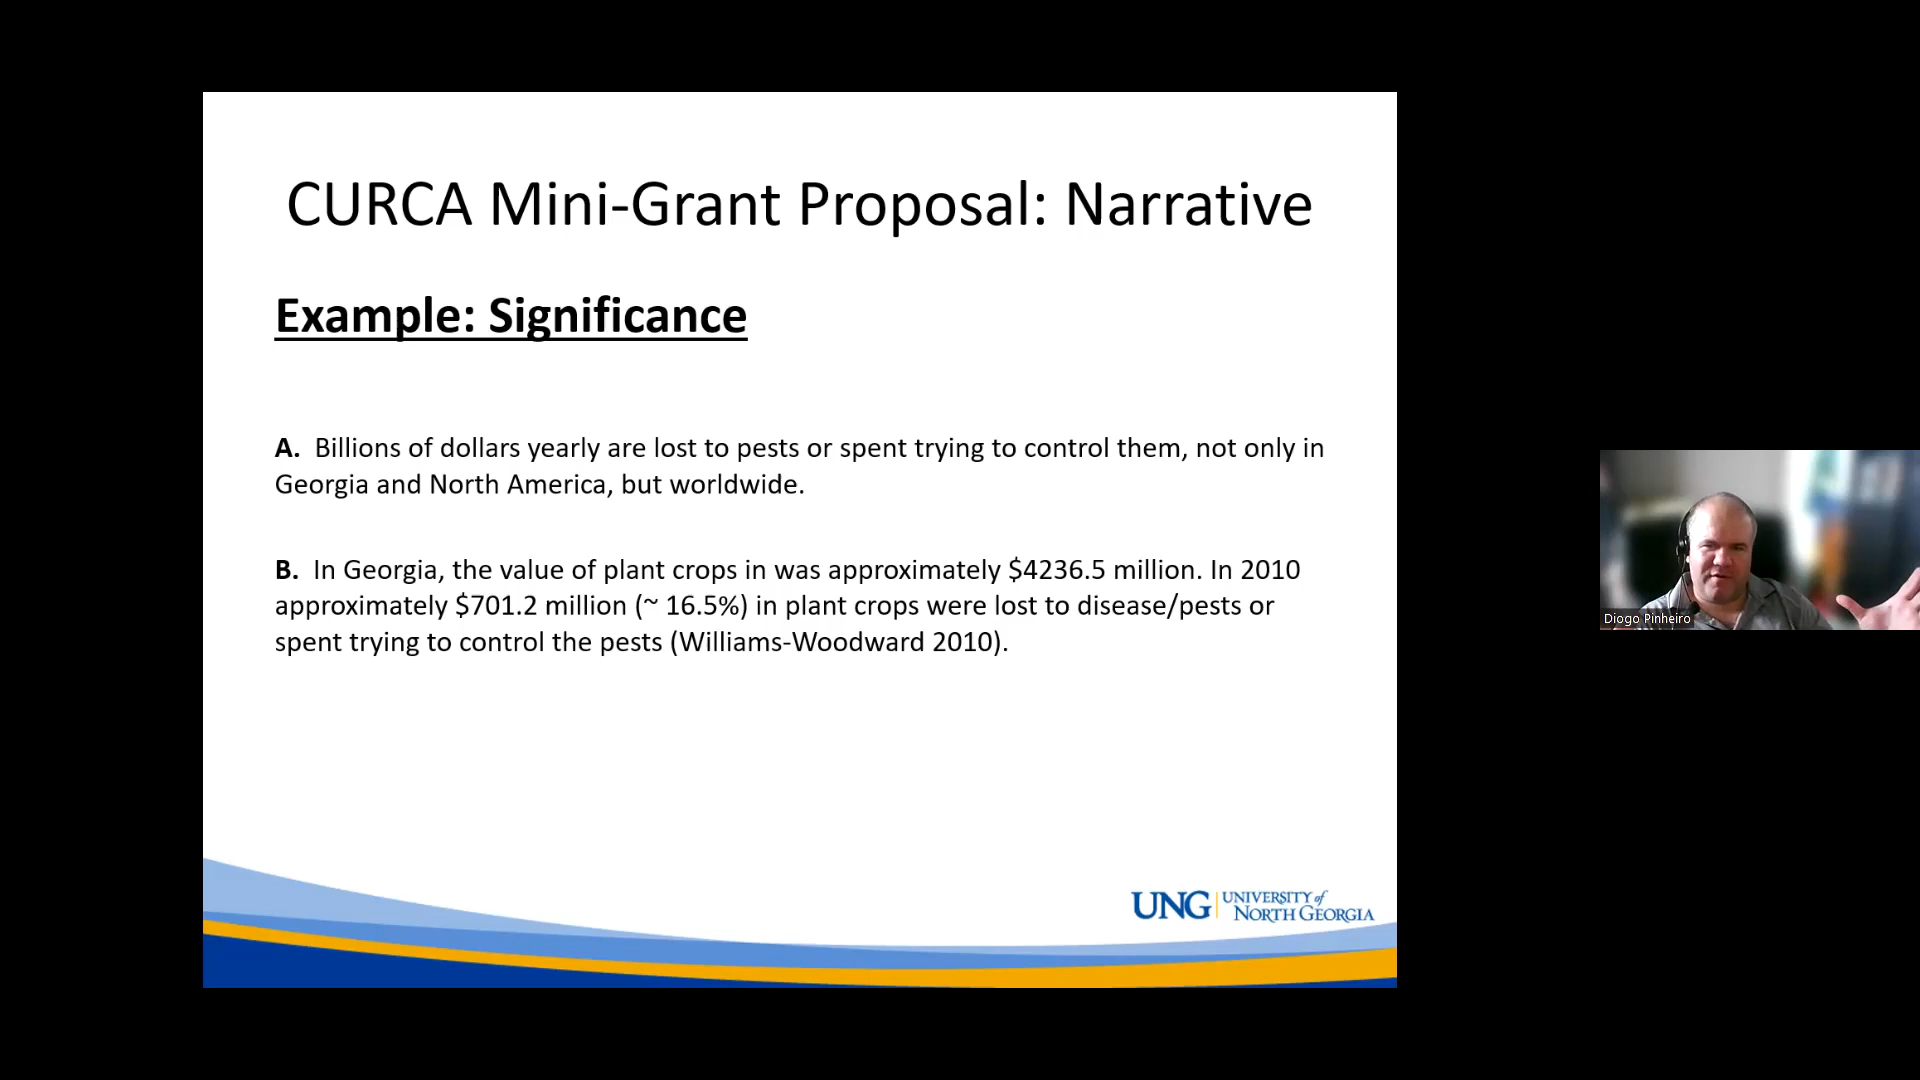 CURCA Mini-Grant Proposal: Narrative
Example: Significance
A. Billions of dollars yearly are lost to pests or spent trying to control them, not only in
Georgia and North America, but worldwide.
B. In Georgia, the value of plant crops in was approximately $4236.5 million. In 2010
approximately $701.2 million (~ 16.5%) in plant crops were lost to disease/pests or
spent trying to control the pests (Williams-Woodward 2010).
UNG UNIVERSITY of
NORTH GEORGIA
Diogo Pinheiro